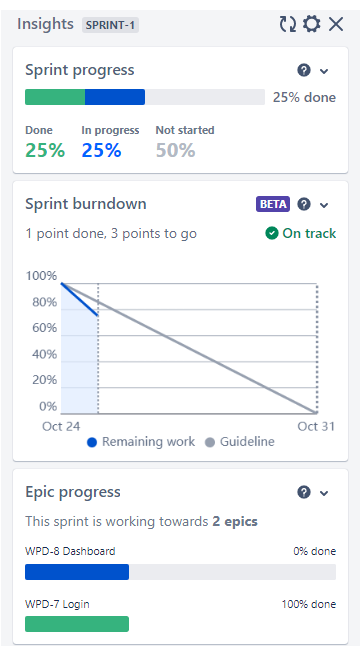 Insights SPRINT-1
Sprint progress
25% done
Done In progress Not started
25% 25% 50%
Sprint burndown BETA
1 point done, 3 points to go On track
100%
80%
60%
40%
20%
0%
Oct 24 Oct 31
Remaining work Guideline
Epic progress
This sprint is working towards 2 epics
WPD-8 Dashboard 0% done
WPD-7 Login 100% done